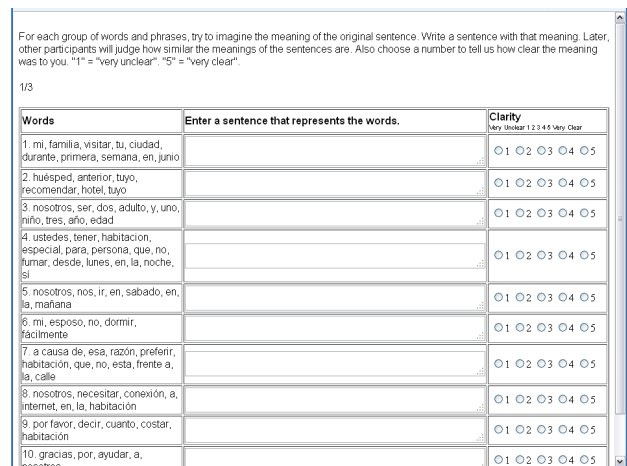 For each group of words and phrases, try to imagine the meaning of the original sentence. Write a sentence with that meaning. Later,
other participants will judge how similar the meanings of the sentences are. Also choose a number to tell us how clear the meaning
was to you. "1" = "very unclear". "5" = "very clear".
1/3
Words Enter a sentence that represents the words. Clarity
Very Unclear 1 2 3 4 5 Very Clear
1. mi, familia, visitar, tu, ciudad,
durante, primera, semana, en, junio
1 2 3 4 5
2. huésped, anterior, tuyo,
recomendar, hotel, tuyo
1 2 3 4 5
3. nosotros, ser, dos, adulto, y, uno,
niño, tres, año, edad
1 2 3 4 5
4. ustedes, tener, habitacion,
especial, para, persona, que, no,
fumar, desde, lunes, en, la, noche,
si
1 2 3 4 5
5. nosotros, nos, ir, en, sabado, en,
la, mañana
1 2 3 4 5
6. mi, esposo, no, dormir,
fácilmente
1 2 3 4 5
7. a causa de, esa, razón, preferir,
habitación, que, no, esta, frente a,
la, calle
1 2 3 4 5
8. nosotros, necesitar, conexión, a,
internet, en, la, habitación
1 2 3 4 5
9. por favor, decir, cuanto, costar,
habitación
1 2 3 4 5
10. gracias, por, ayudar, a,
1 2 3 4 5